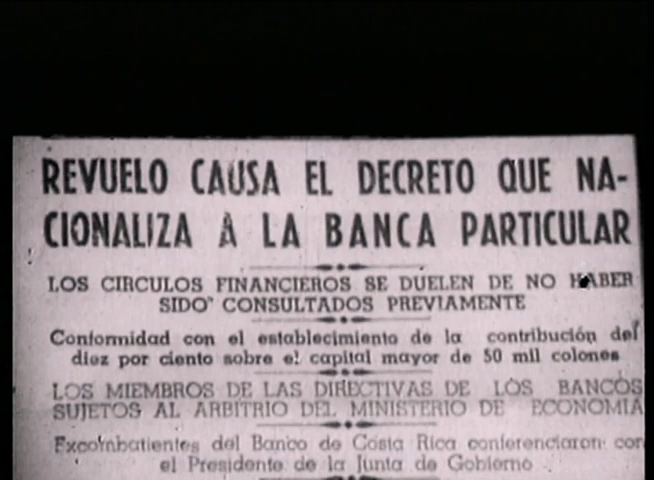 REVUELO CAUSA EL DECRETO QUE NA-
CIONALIZA A LA BANCA PARTICULAR
LOS CIRCULOS FINANCIEROS SE DUELEN DE NO HABER
SIDO CONSULTADOS PREVIAMENTE
Conformidad con el establecimiento de la contribución del
diez por ciento sobre el capital mayor de 50 mil colones
LOS MIEMBROS DE LAS DIRECTIVAS DE LOS BANCOS
SUJETOS AL ARBITRIO DEL MINISTERIO DE ECONOMIA
Excombatientes del Banco de Costa Rica conferenciaron con
el Presidente de la Junta de Gobierno